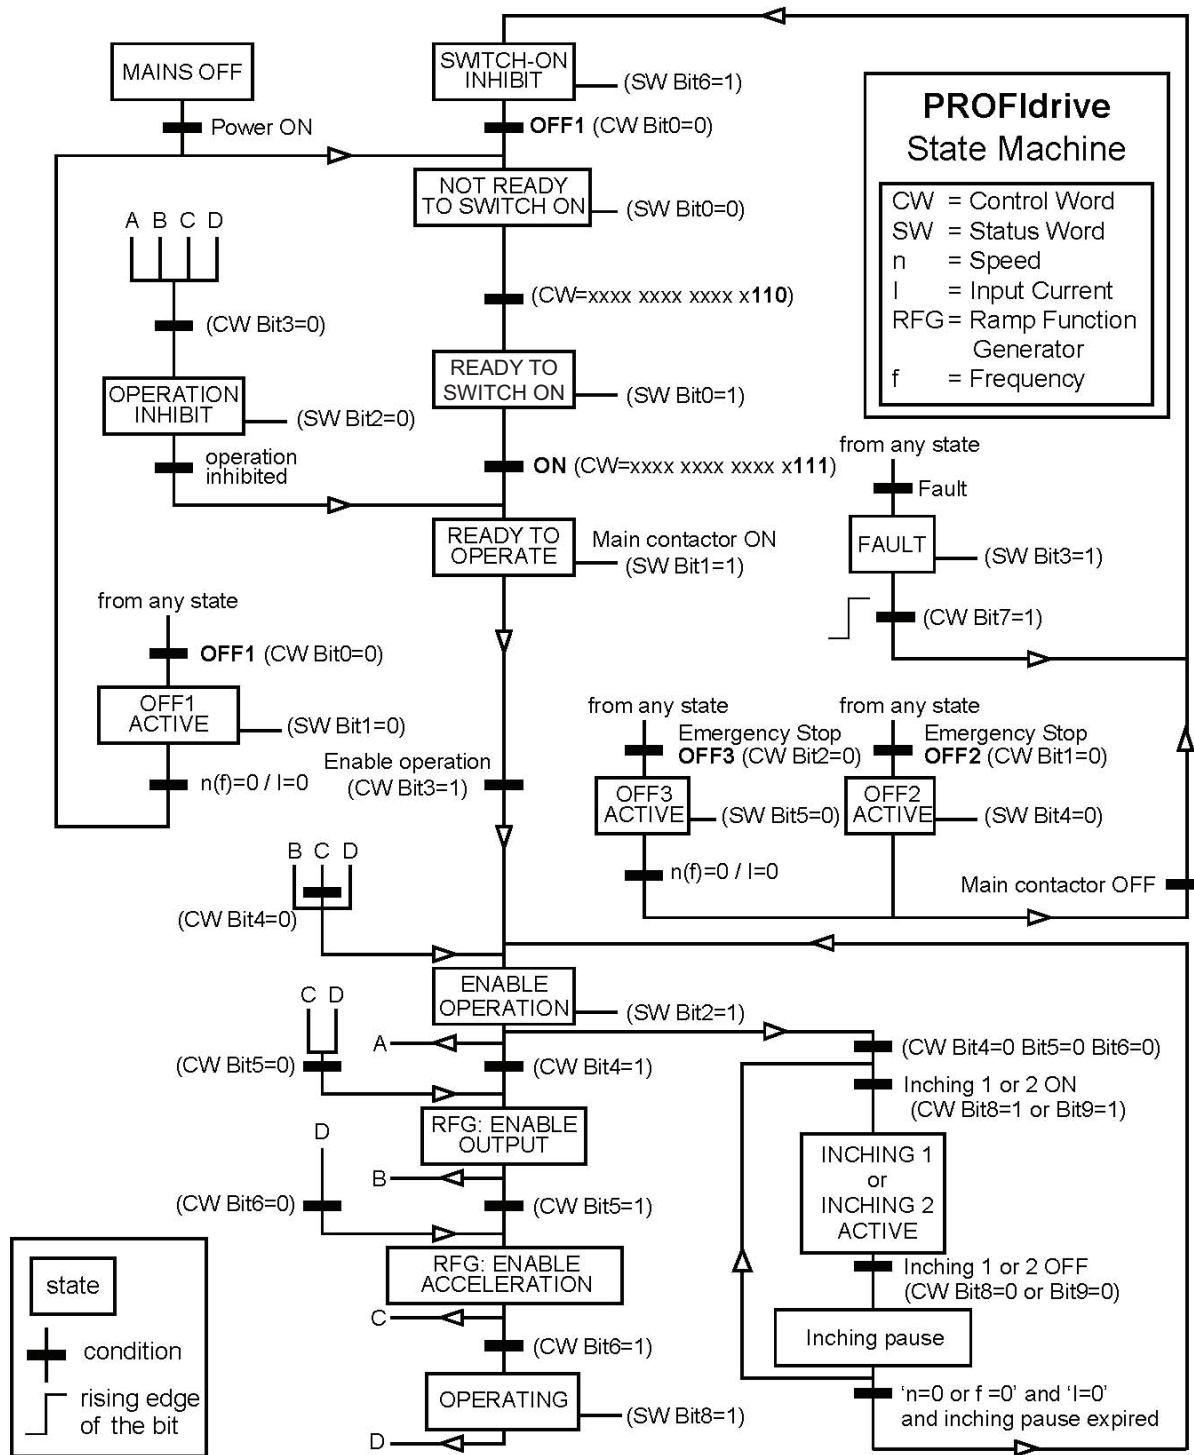 MAINS OFF
Power ON
SWITCH-ON
INHIBIT
(SW Bit6=1)
OFF1 (CW Bit0=0)
NOT READY
TO SWITCH ON
(SW Bit0=0)
(CW=xxxx xxxx xxxx x110)
READY TO
SWITCH ON
(SW Bit0=1)
ON (CW=xxxx xxxx xxxx x111)
READY TO
OPERATE
Main contactor ON
(SW Bit1=1)
PROFIdrive
State Machine
CW = Control Word
SW = Status Word
n = Speed
I = Input Current
RFG = Ramp Function
Generator
f = Frequency
A B C D
(CW Bit3=0)
OPERATION
INHIBIT
(SW Bit2=0)
operation
inhibited
from any state
Fault
FAULT
(SW Bit3=1)
(CW Bit7=1)
from any state
OFF1 (CW Bit0=0)
OFF1
ACTIVE
(SW Bit1=0)
n(f)=0 / I=0
Enable operation
(CW Bit3=1)
from any state
Emergency Stop
OFF3 (CW Bit2=0)
OFF3
ACTIVE
(SW Bit5=0)
n(f)=0 / I=0
from any state
Emergency Stop
OFF2 (CW Bit1=0)
OFF2
ACTIVE
(SW Bit4=0)
Main contactor OFF
B C D
(CW Bit4=0)
ENABLE
OPERATION
(SW Bit2=1)
A
(CW Bit4=1)
C D
(CW Bit5=0)
RFG: ENABLE
OUTPUT
B
(CW Bit5=1)
D
(CW Bit6=0)
RFG: ENABLE
ACCELERATION
C
(CW Bit6=1)
OPERATING
(SW Bit8=1)
D
(CW Bit4=0 Bit5=0 Bit6=0)
Inching 1 or 2 ON
(CW Bit8=1 or Bit9=1)
INCHING 1
or
INCHING 2
ACTIVE
Inching 1 or 2 OFF
(CW Bit8=0 or Bit9=0)
Inching pause
‘n=0 or f =0’ and ‘I=0’
and inching pause expired
state
condition
rising edge
of the bit